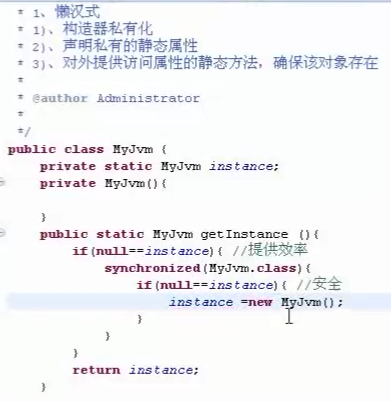 * 1、懒汉式
* 1)、构造器私有化
* 2)、声明私有的静态属性
* 3)、对外提供访问属性的静态方法，确保该对象存在
*
* @author Administrator
*
*/
public class MyJvm {
private static MyJvm instance;
private MyJvm(){
}
public static MyJvm getInstance (){
if(null==instance){ //提供效率
synchronized(MyJvm.class){
if(null==instance){ //安全
instance =new MyJvm();
}
}
}
return instance;
}